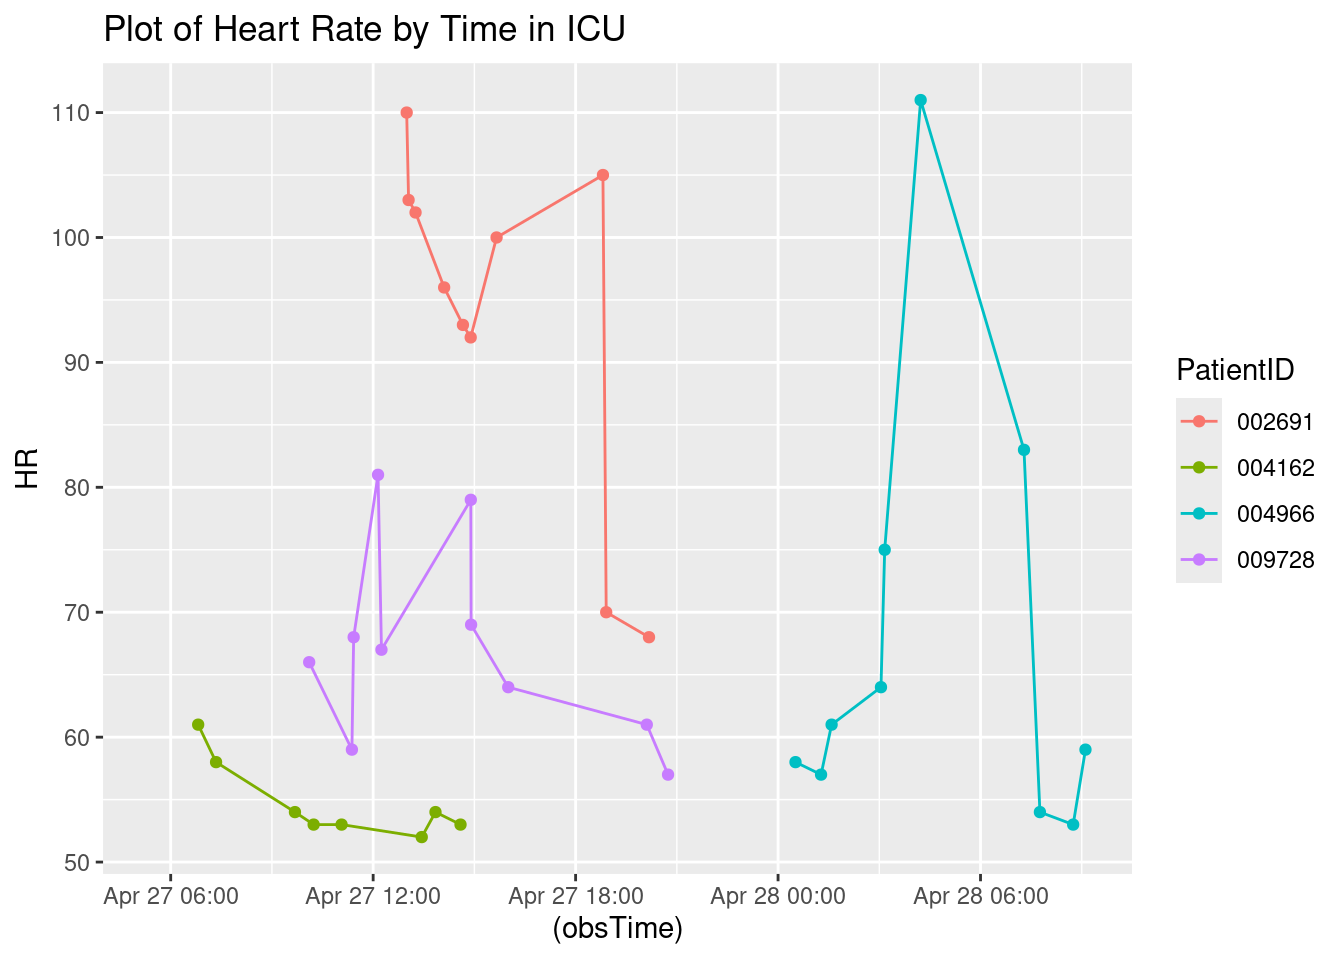 Plot of Heart Rate by Time in ICU
110
100
90
80
70
60
50
HR
Apr 27 06:00 Apr 27 12:00 Apr 27 18:00 Apr 28 00:00 Apr 28 06:00
(obsTime)
PatientID
002691
004162
004966
009728